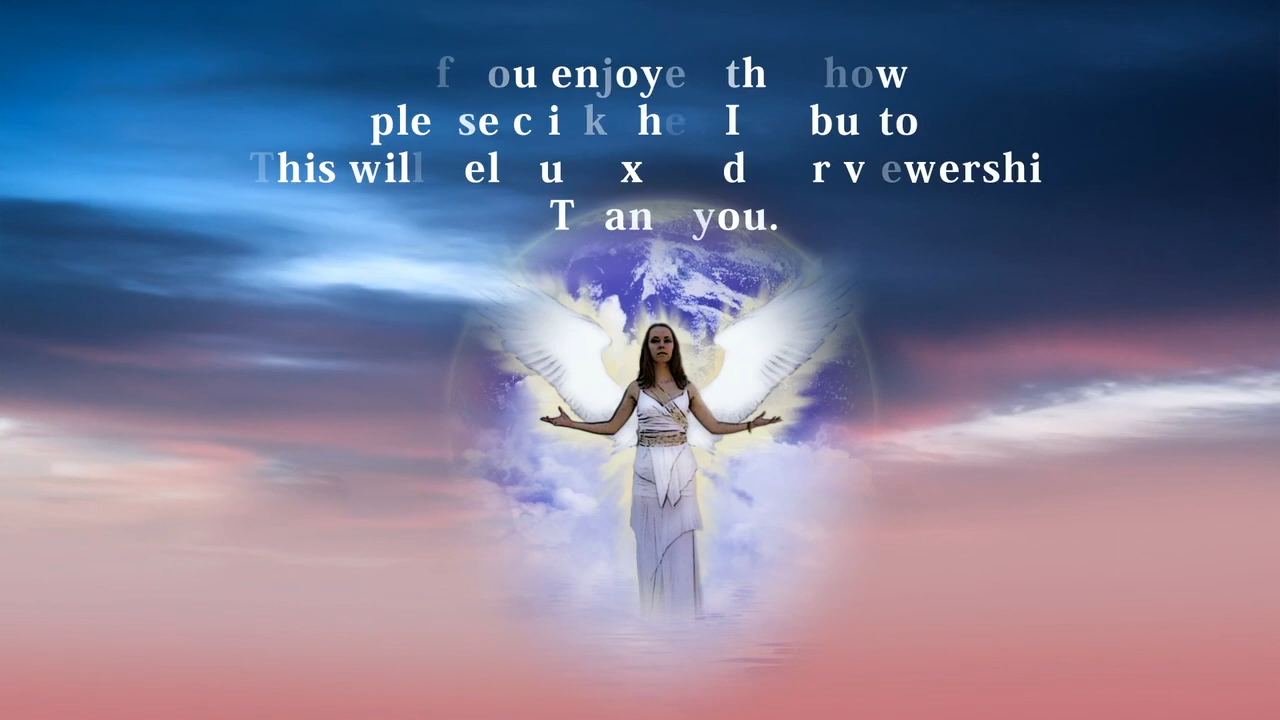 f ou enjoye th how
ple se c i k he I bu to
This will el u x d r v ewershi
T an you.